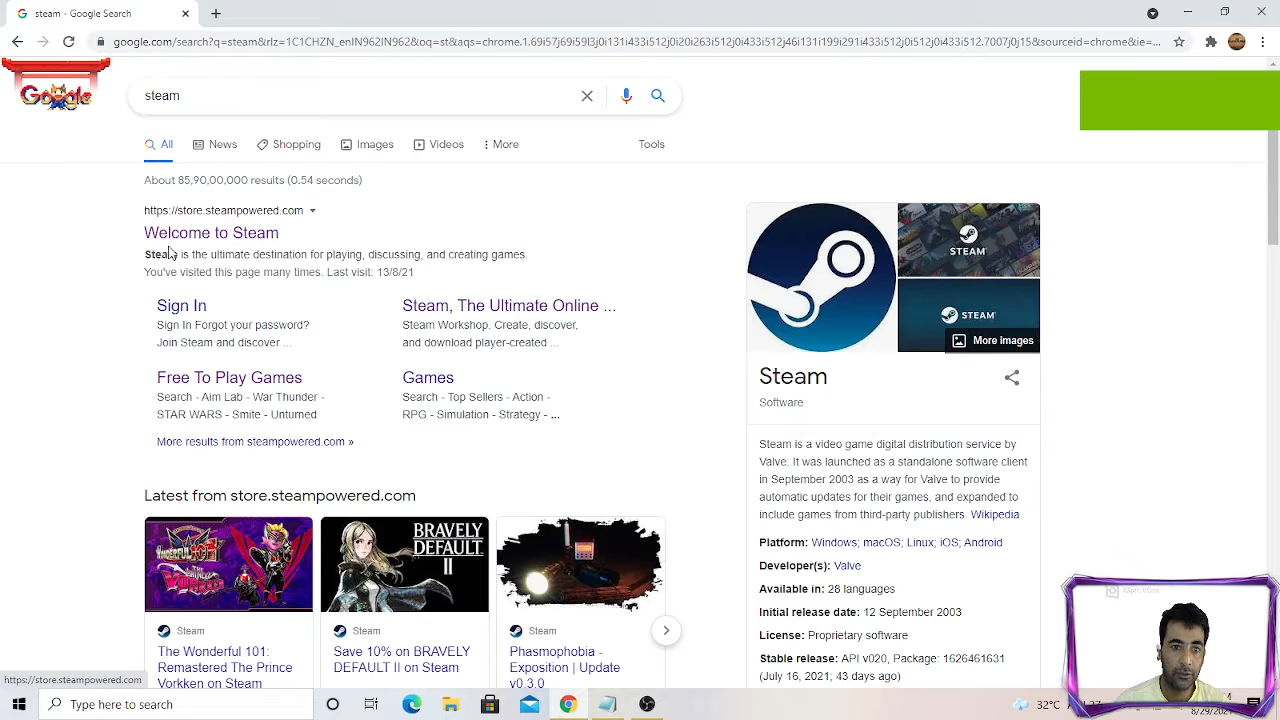 steam - Google Search
google.com/search?q=steam&rlz=1C1CHZN_enIN962IN962&oq=st&aqs=chrome.1.69i57j69i59l3j0i131i433i512j0i20i263i512j0i433i512j46i131i199i291i433i512j0i433i512.7007j0j15&sourceid=chrome&ie=...
Google
steam
All
News
Shopping
Images
Videos
More
Tools
About 85,90,00,000 results (0.54 seconds)
https://store.steampowered.com
Welcome to Steam
Steam is the ultimate destination for playing, discussing, and creating games.
You've visited this page many times. Last visit: 13/8/21
Sign In
Sign In Forgot your password?
Join Steam and discover ...
Steam, The Ultimate Online ...
Steam Workshop. Create, discover,
and download player-created ...
Free To Play Games
Search - Aim Lab - War Thunder -
STAR WARS - Smite - Unturned
Games
Search - Top Sellers - Action -
RPG - Simulation - Strategy - ...
More results from steampowered.com »
Latest from store.steampowered.com
BRAVELY
DEFAULT
II
Steam
The Wonderful 101:
Remastered The Prince
Vorkken on Steam
Steam
Save 10% on BRAVELY
DEFAULT II on Steam
Steam
Phasmophobia -
Exposition | Update
v0.3.0
STEAM
STEAM
More images
Steam
Software
Steam is a video game digital distribution service by
Valve. It was launched as a standalone software client
in September 2003 as a way for Valve to provide
automatic updates for their games, and expanded to
include games from third-party publishers. Wikipedia
Platform: Windows; macOS; Linux; iOS; Android
Developer(s): Valve
Available in: 28 languages
Initial release date: 12 September 2003
License: Proprietary software
Stable release: API v020, Package: 1626461631
(July 16, 2021; 43 days ago)
XSplit VCam
https://store.steampowered.com
Type here to search
32°C
8/29/2021